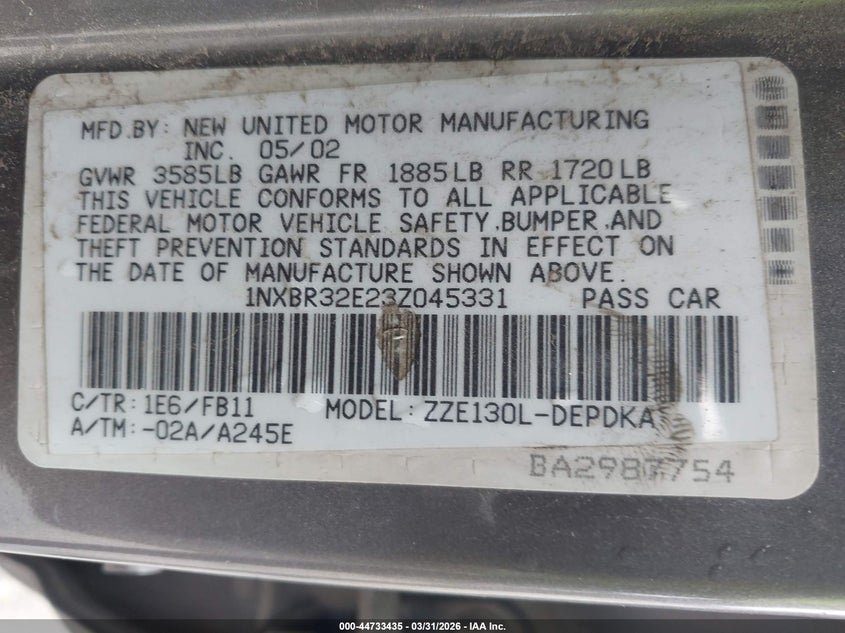 MFD.BY: NEW UNITED MOTOR MANUFACTURING
INC. 05/02
GVWR 3585LB GAWR FR 1885LB RR 1720LB
THIS VEHICLE CONFORMS TO ALL APPLICABLE
FEDERAL MOTOR VEHICLE SAFETY,BUMPER,AND
THEFT PREVENTION STANDARDS IN EFFECT ON
THE DATE OF MANUFACTURE SHOWN ABOVE.
1NXBR32E23Z045331 PASS CAR
C/TR:1E6/FB11 MODEL:ZZE130L-DEPDKA
A/TM:-02A/A245E
BA2987754
000-44733435 - 03/31/2026 - IAA Inc.